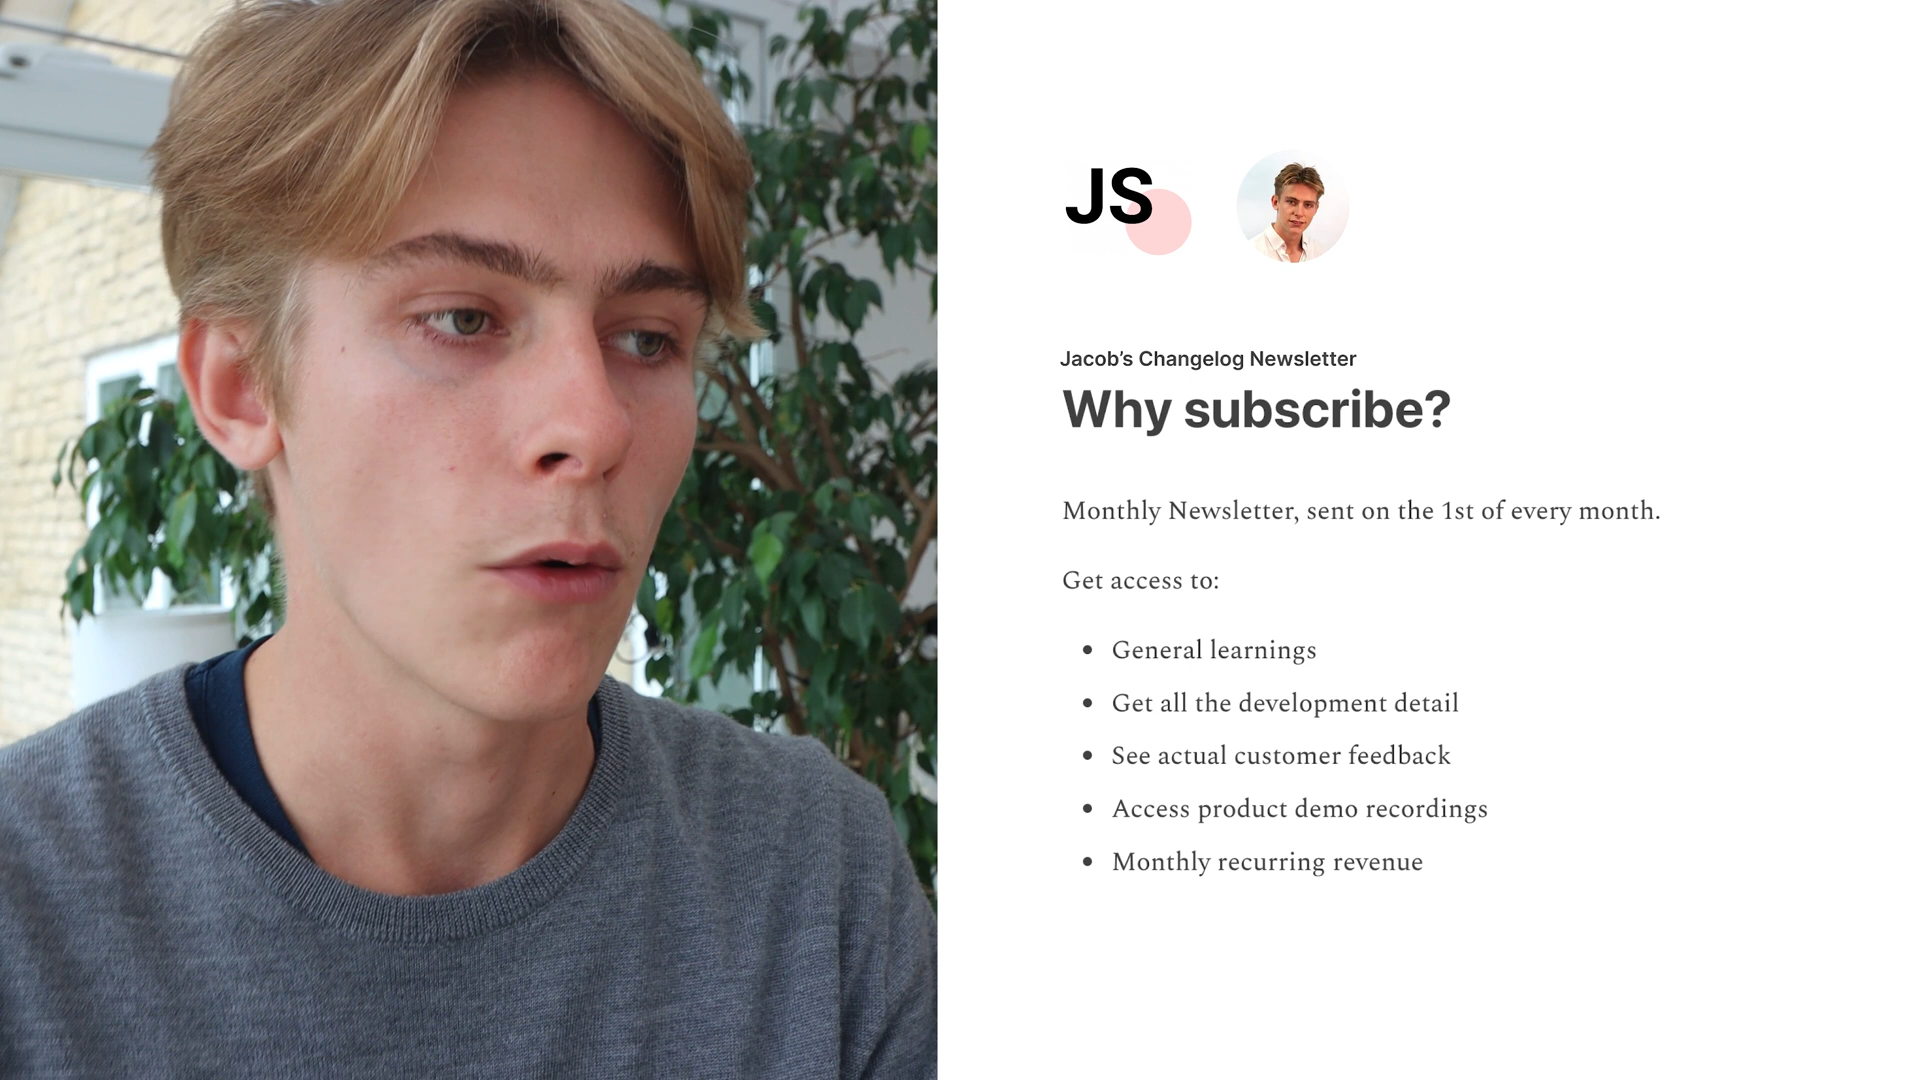 JS
Jacob’s Changelog Newsletter
Why subscribe?
Monthly Newsletter, sent on the 1st of every month.
Get access to:
• General learnings
• Get all the development detail
• See actual customer feedback
• Access product demo recordings
• Monthly recurring revenue